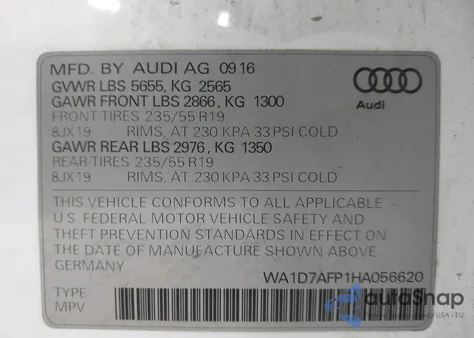 MFD. BY AUDI AG 0916
GVWR LBS 5655, KG 2565
GAWR FRONT LBS 2866, KG 1300
FRONT-TIRES 235/55 R19
8JX19 RIMS, AT 230 KPA 33 PSI COLD
GAWR REAR LBS 2976, KG 1350
REAR-TIRES 235/55 R19
8JX19 RIMS, AT 230 KPA 33 PSI COLD
Audi
THIS VEHICLE CONFORMS TO ALL APPLICABLE
U.S. FEDERAL MOTOR VEHICLE SAFETY AND
THEFT PREVENTION STANDARDS IN EFFECT ON
THE DATE OF MANUFACTURE SHOWN ABOVE.
GERMANY
WA1D7AFP1HA056620
TYPE
MPV
autoSnap